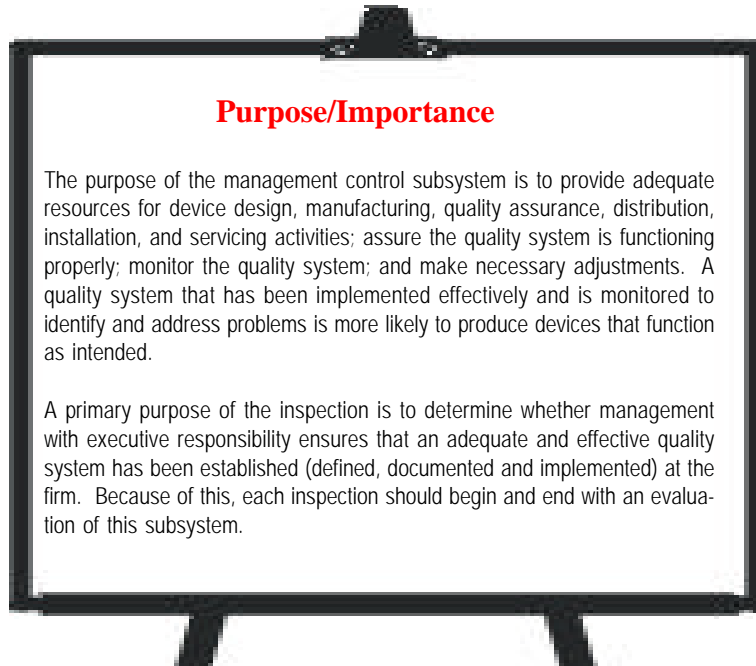 Purpose/Importance
The purpose of the management control subsystem is to provide adequate
resources for device design, manufacturing, quality assurance, distribution,
installation, and servicing activities; assure the quality system is functioning
properly; monitor the quality system; and make necessary adjustments. A
quality system that has been implemented effectively and is monitored to
identify and address problems is more likely to produce devices that function
as intended.
A primary purpose of the inspection is to determine whether management
with executive responsibility ensures that an adequate and effective quality
system has been established (defined, documented and implemented) at the
firm. Because of this, each inspection should begin and end with an evalua-
tion of this subsystem.